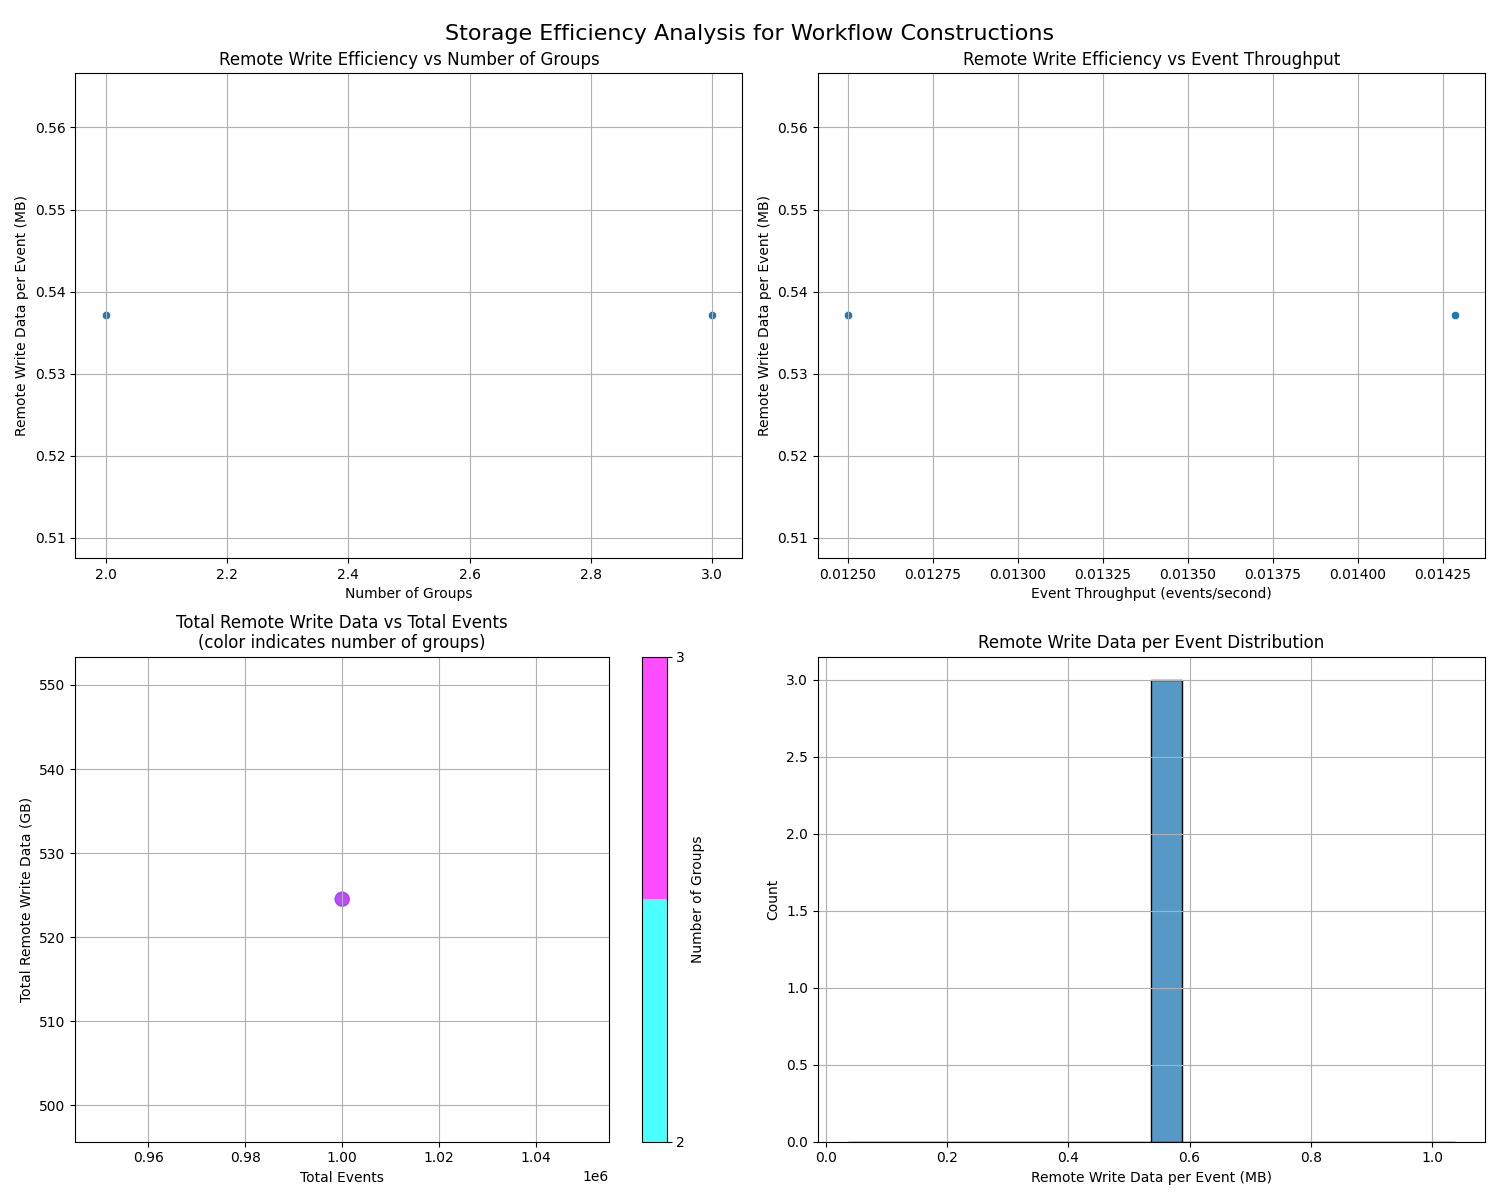 Storage Efficiency Analysis for Workflow Constructions
Remote Write Efficiency vs Number of Groups
Remote Write Data per Event (MB)
0.56
0.55
0.54
0.53
0.52
0.51
2.0 2.2 2.4 2.6 2.8 3.0
Number of Groups
Remote Write Efficiency vs Event Throughput
Remote Write Data per Event (MB)
0.56
0.55
0.54
0.53
0.52
0.51
0.01250 0.01275 0.01300 0.01325 0.01350 0.01375 0.01400 0.01425
Event Throughput (events/second)
Total Remote Write Data vs Total Events
(color indicates number of groups)
Total Remote Write Data (GB)
550
540
530
520
510
500
0.96 0.98 1.00 1.02 1.04
1e6
Total Events
3
2
Number of Groups
Remote Write Data per Event Distribution
Count
3.0
2.5
2.0
1.5
1.0
0.5
0.0
0.0 0.2 0.4 0.6 0.8 1.0
Remote Write Data per Event (MB)